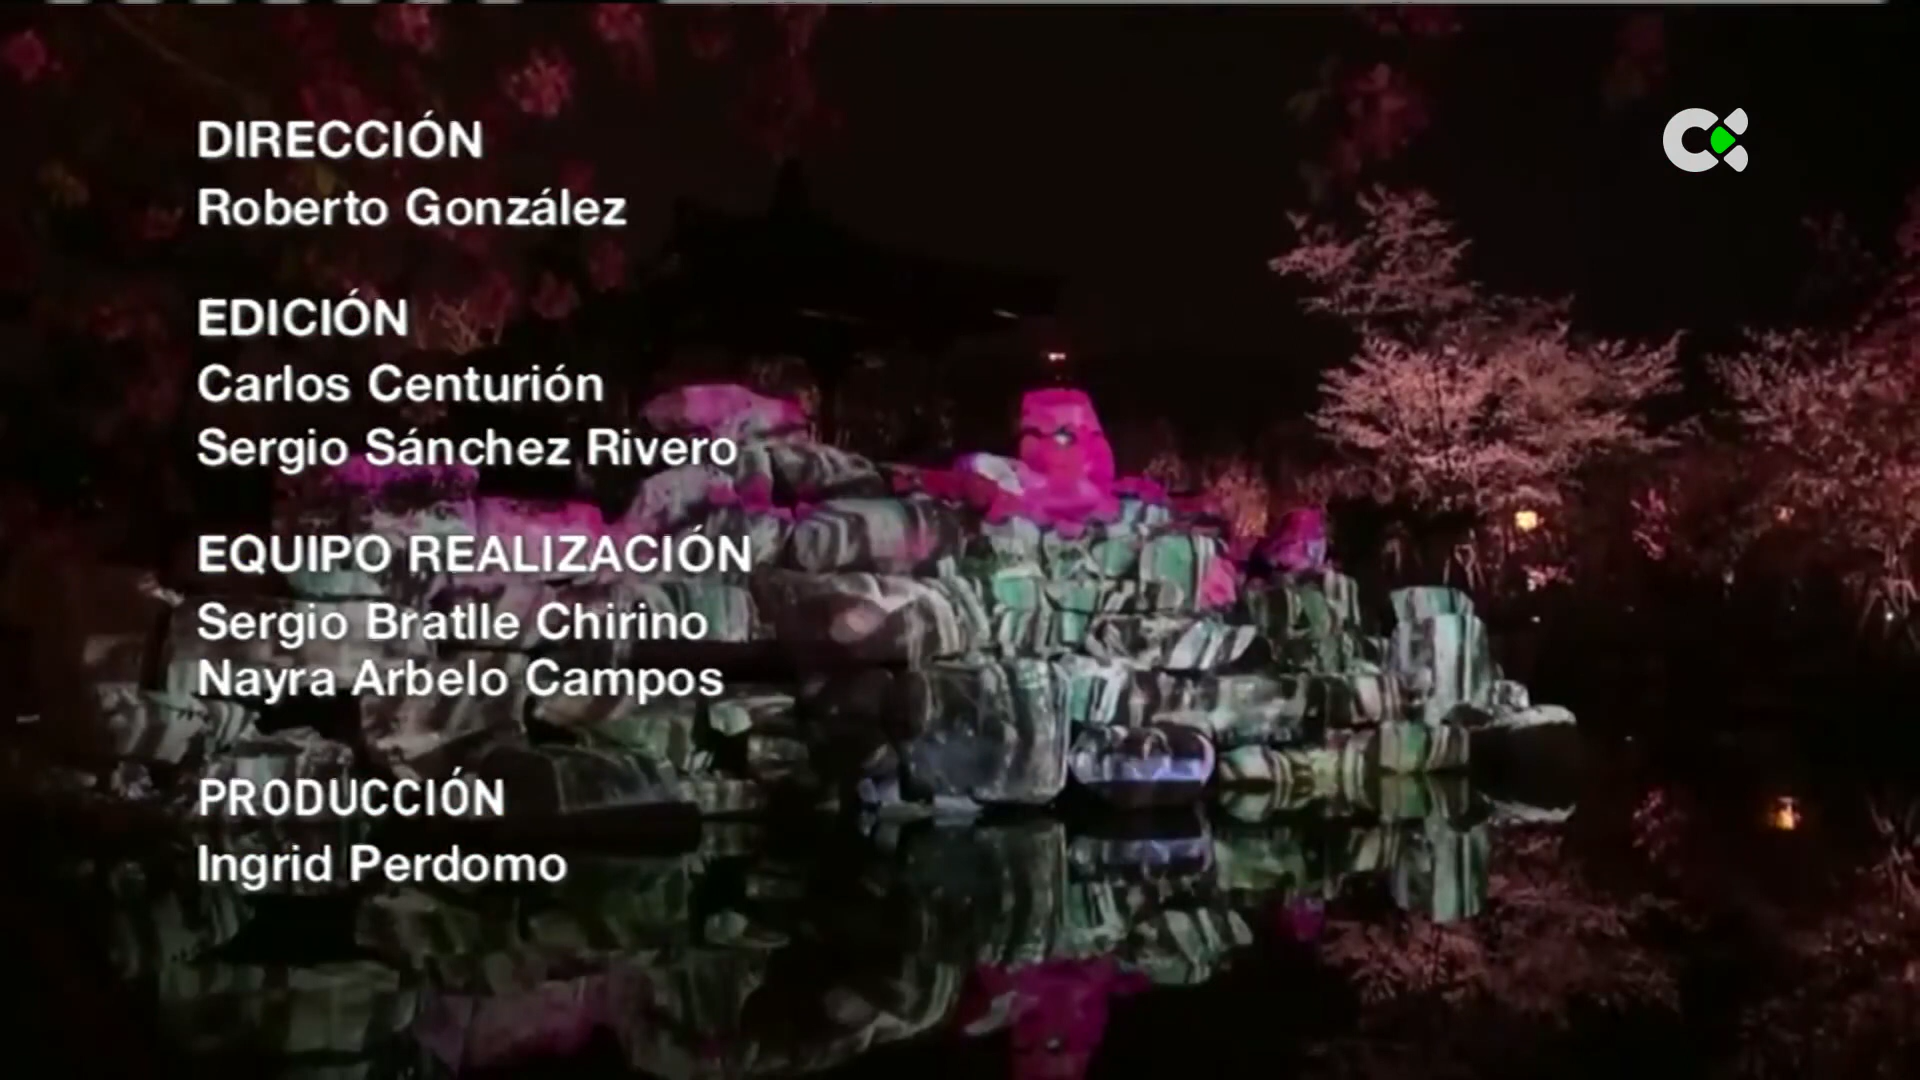 DIRECCIÓN
Roberto González
EDICIÓN
Carlos Centurión
Sergio Sánchez Rivero
EQUIPO REALIZACIÓN
Sergio Bratlle Chirino
Nayra Arbelo Campos
PRODUCCIÓN
Ingrid Perdomo